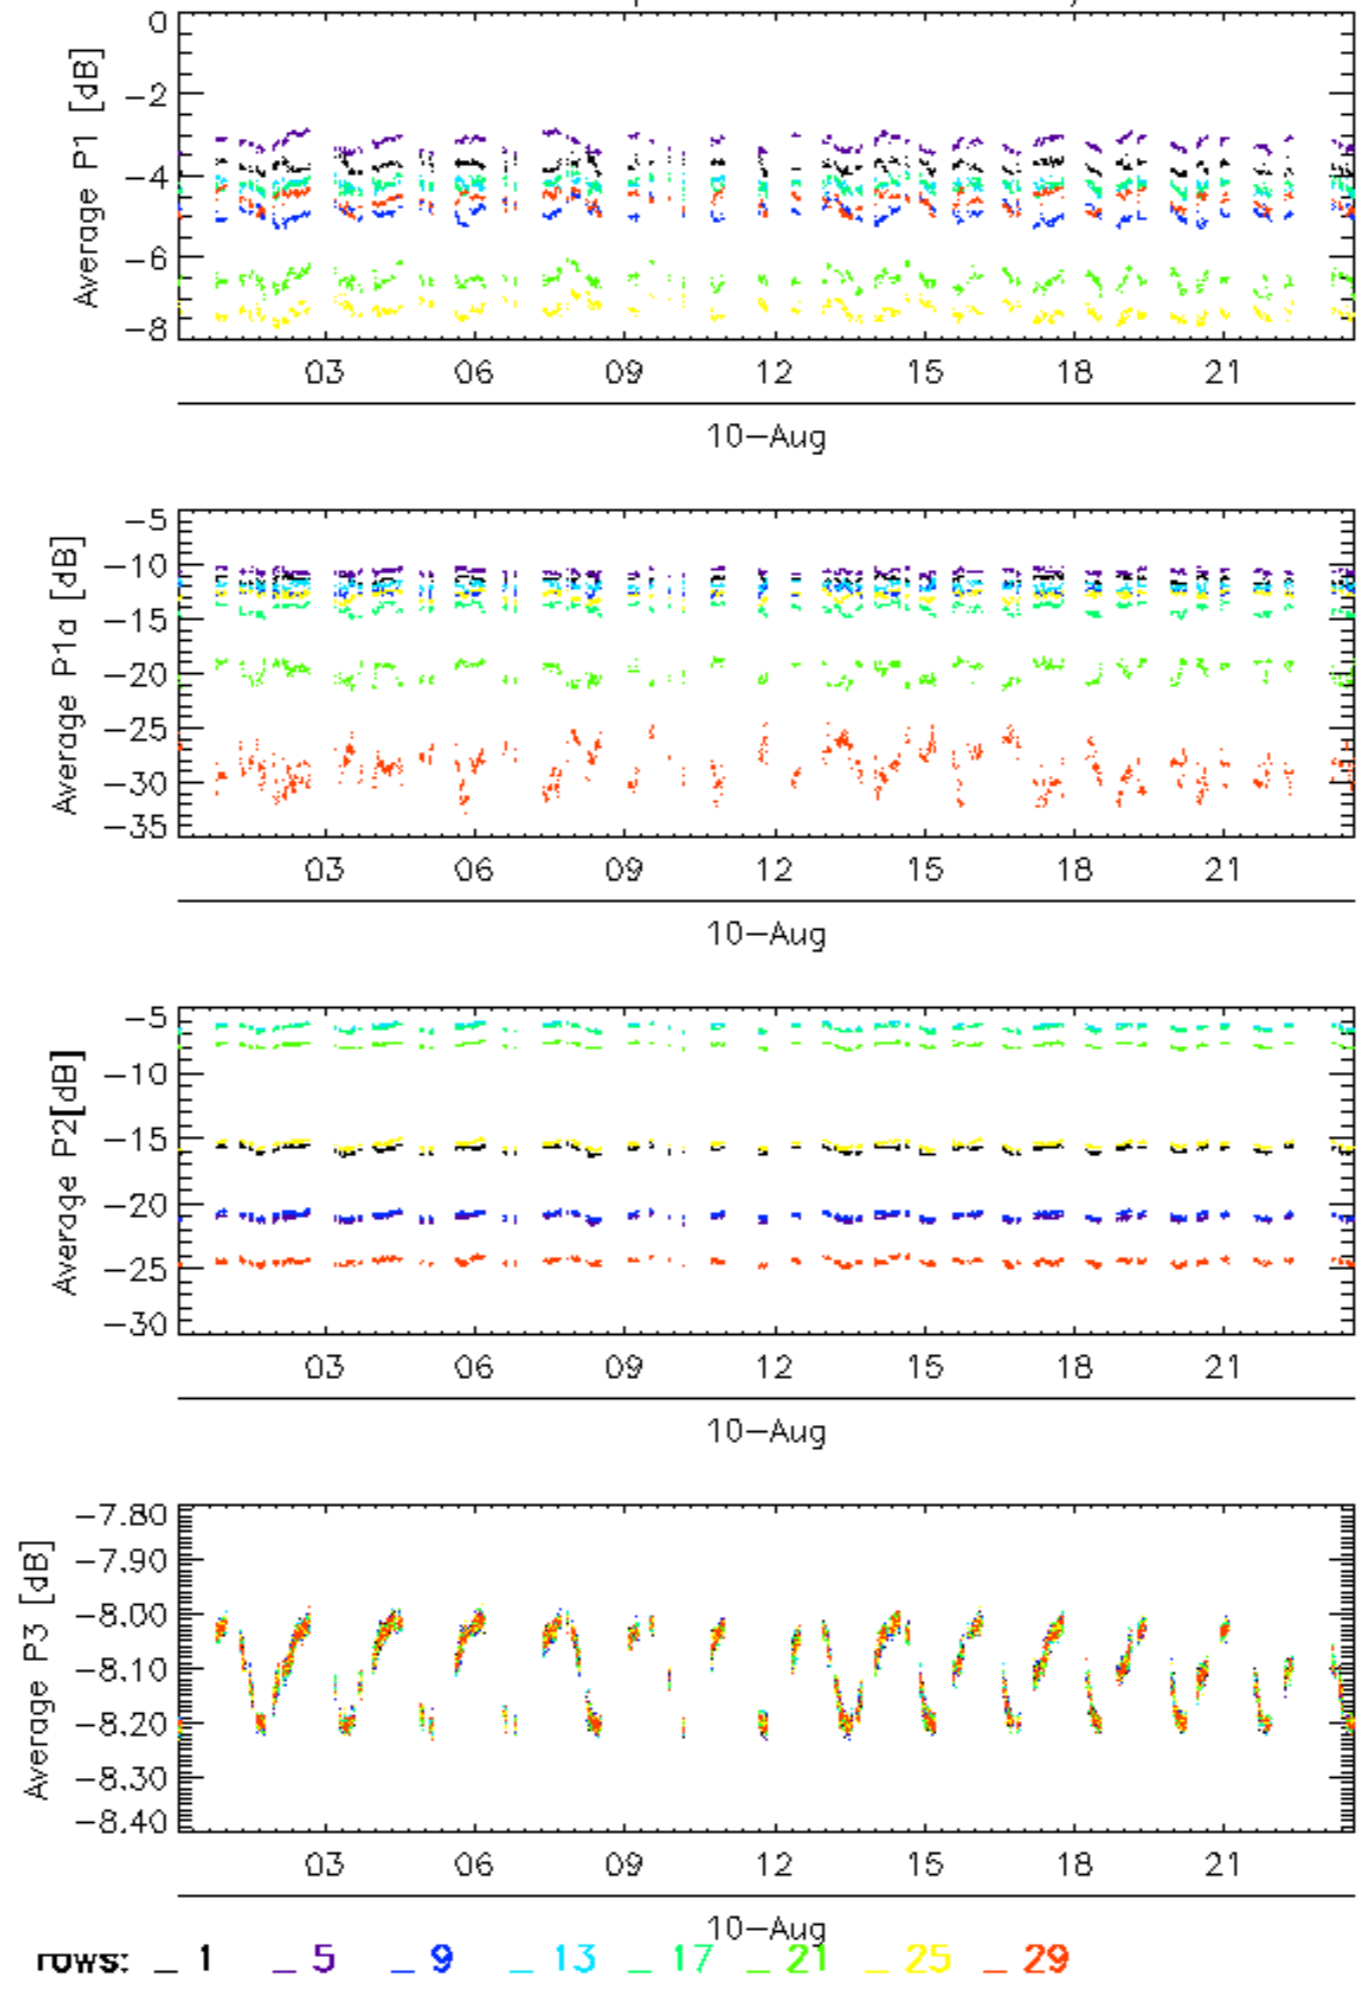 Average P1 [dB]
0
−2
−4
−6
−8
03 06 09 12 15 18 21
10−Aug
Average P1a [dB]
−5
−10
−15
−20
−25
−30
−35
03 06 09 12 15 18 21
10−Aug
Average P2[dB]
−5
−10
−15
−20
−25
−30
03 06 09 12 15 18 21
10−Aug
Average P3 [dB]
−7.80
−7.90
−8.00
−8.10
−8.20
−8.30
−8.40
03 06 09 12 15 18 21
10−Aug
rows: _ 1 _ 5 _ 9 _ 13 _ 17 _ 21 _ 25 _ 29